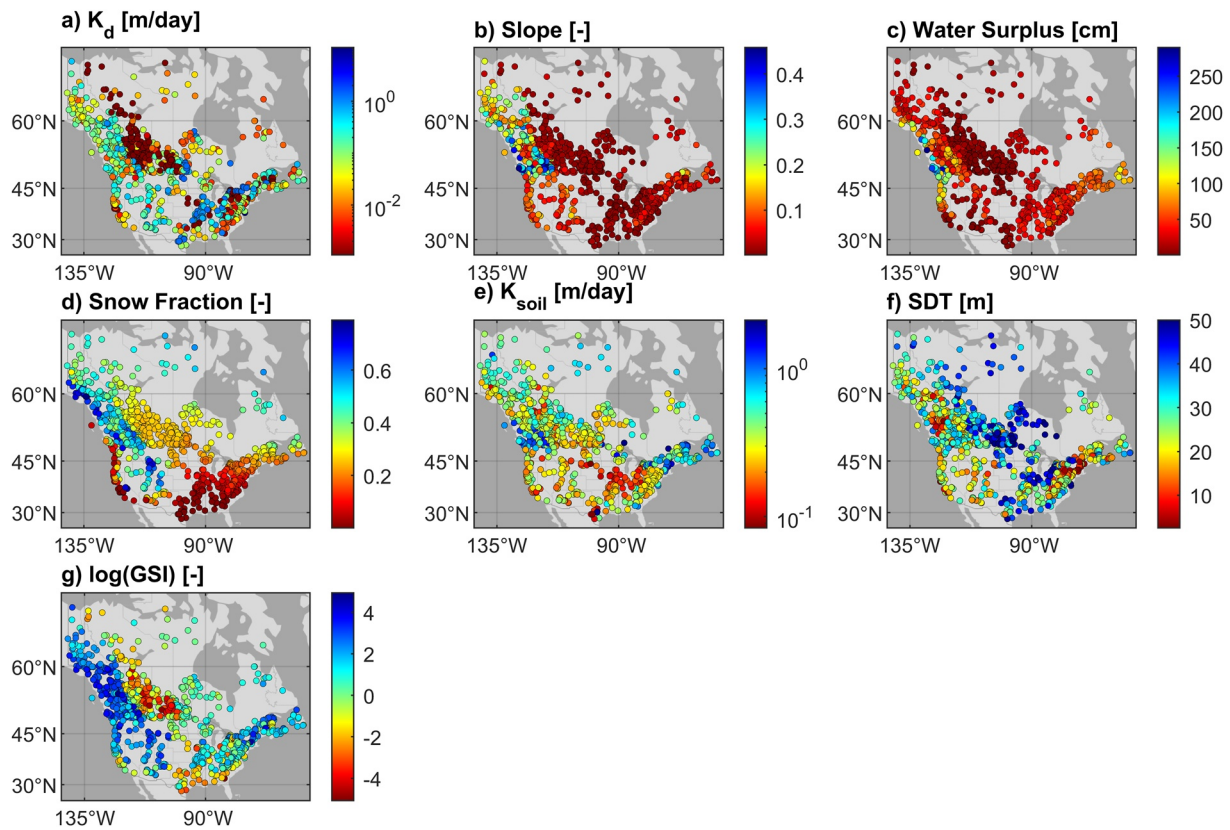 a) K_d [m/day]
60°N
45°N
30°N
135°W 90°W
10^0
10^-2
b) Slope [-]
60°N
45°N
30°N
135°W 90°W
0.4
0.3
0.2
0.1
c) Water Surplus [cm]
60°N
45°N
30°N
135°W 90°W
250
200
150
100
50
d) Snow Fraction [-]
60°N
45°N
30°N
135°W 90°W
0.6
0.4
0.2
e) K_soil [m/day]
60°N
45°N
30°N
135°W 90°W
10^0
10^-1
f) SDT [m]
60°N
45°N
30°N
135°W 90°W
50
40
30
20
10
g) log(GSI) [-]
60°N
45°N
30°N
135°W 90°W
4
2
0
-2
-4